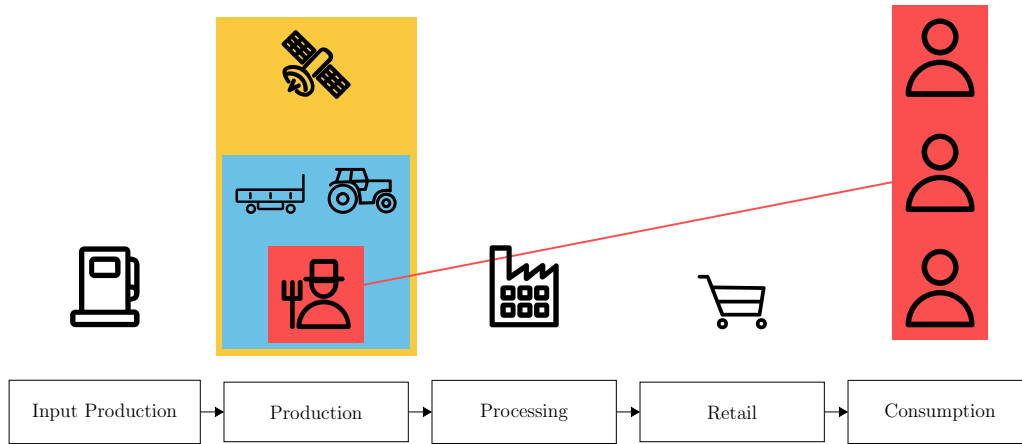 Input Production
Production
Processing
Retail
Consumption